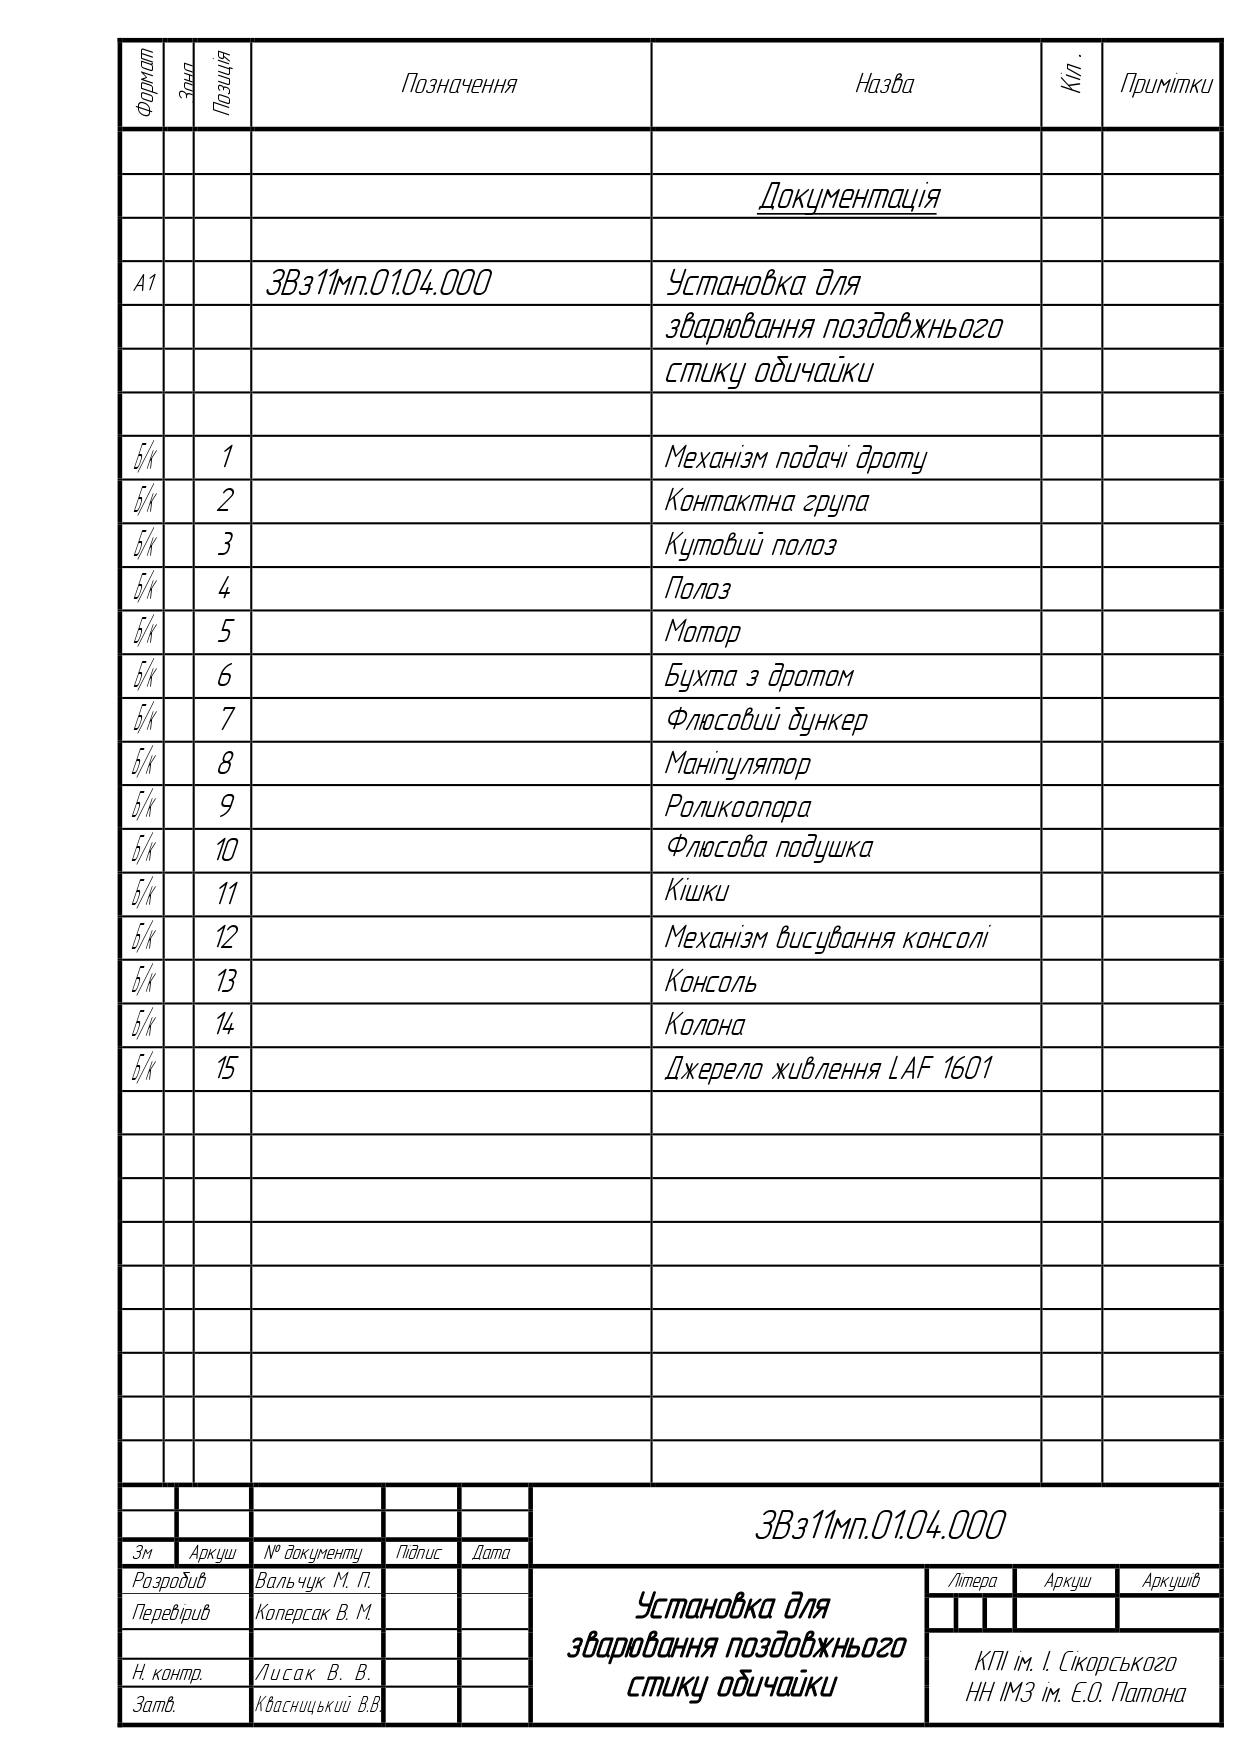 Формат Зона Позиція Позначення Назва Кіл . Примітки
Документація
А1 ЗВз11мп.01.04.000 Установка для
зварювання поздовжнього
стику обичайки
Б/к 1 Механізм подачі дроту
Б/к 2 Контактна група
Б/к 3 Кутовий полоз
Б/к 4 Полоз
Б/к 5 Мотор
Б/к 6 Бухта з дротом
Б/к 7 Флюсовий бункер
Б/к 8 Маніпулятор
Б/к 9 Роликоопора
Б/к 10 Флюсова подушка
Б/к 11 Кішки
Б/к 12 Механізм висування консолі
Б/к 13 Консоль
Б/к 14 Колона
Б/к 15 Джерело живлення LAF 1601
ЗВз11мп.01.04.000
Зм Аркуш № документу Підпис Дата
Розробив Вальчук М. П.
Перевірив Коперсак В. М.
Н. контр. Лисак В. В.
Затв. Квасницький В.В.
Установка для
зварювання поздовжнього
стику обичайки
Літера Аркуш Аркушів
КПІ ім. І. Сікорського
НН ІМЗ ім. Є.О. Патона